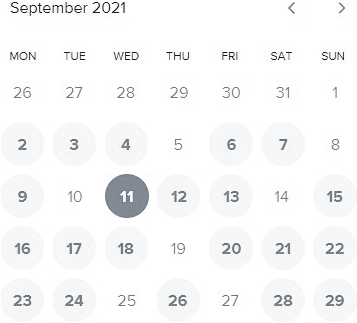 September 2021
MON TUE WED THU FRI SAT SUN
26 27 28 29 30 31 1
2 3 4 5 6 7 8
9 10 11 12 13 14 15
16 17 18 19 20 21 22
23 24 25 26 27 28 29